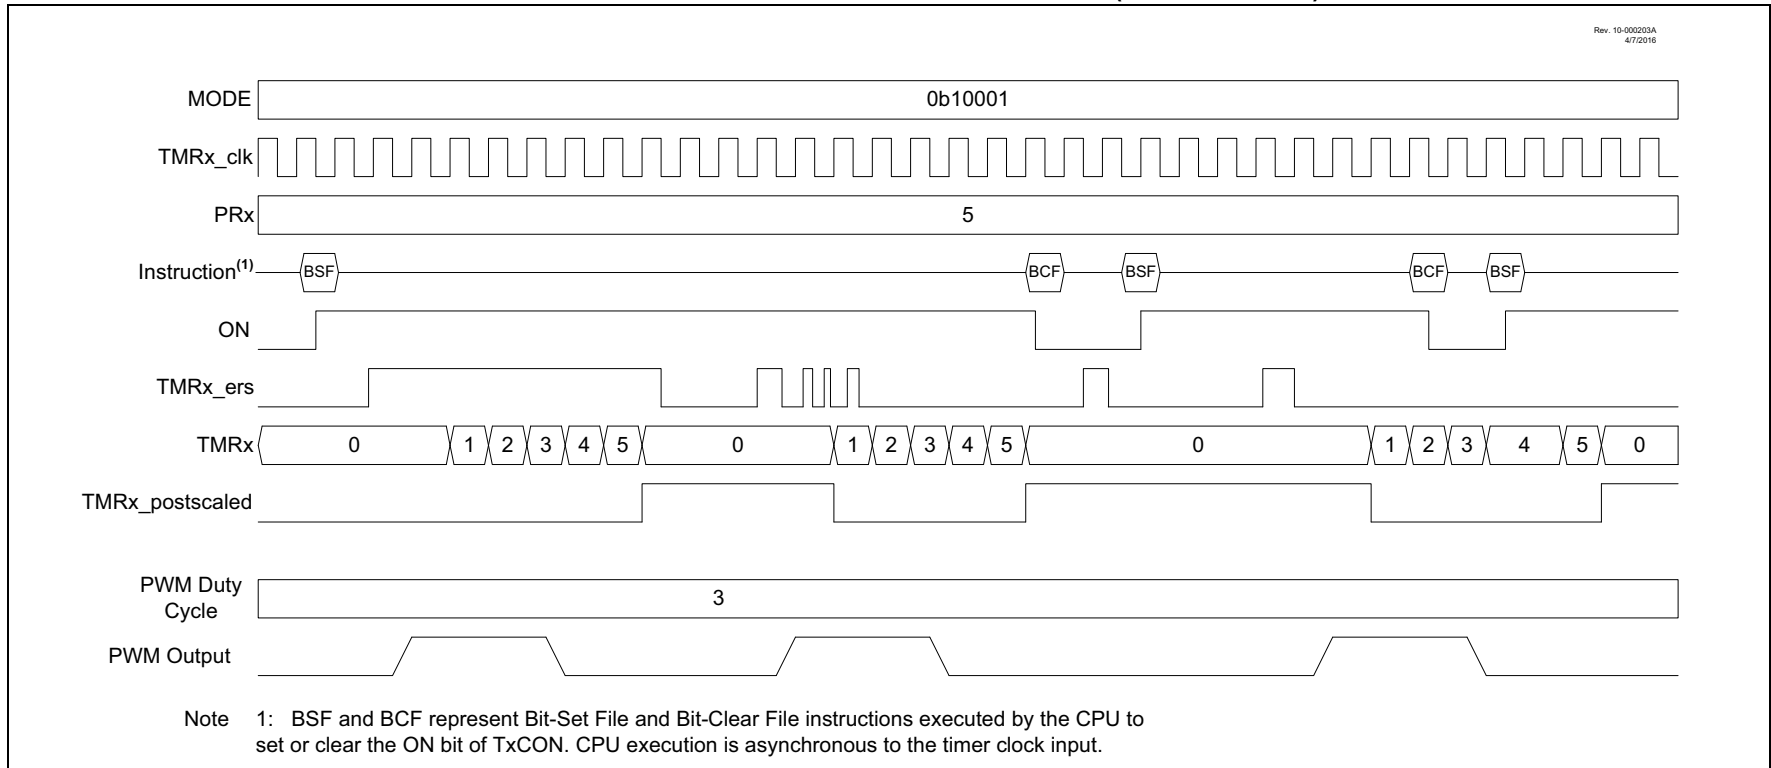 Rev. 10-000203A
4/7/2016
MODE 0b10001
TMRx_clk
PRx 5
Instruction(1) BSF BCF BSF BCF BSF
ON
TMRx_ers
TMRx 0 1 2 3 4 5 0 1 2 3 4 5 0 1 2 3 4 5 0
TMRx_postscaled
PWM Duty
Cycle 3
PWM Output
Note 1: BSF and BCF represent Bit-Set File and Bit-Clear File instructions executed by the CPU to
set or clear the ON bit of TxCON. CPU execution is asynchronous to the timer clock input.